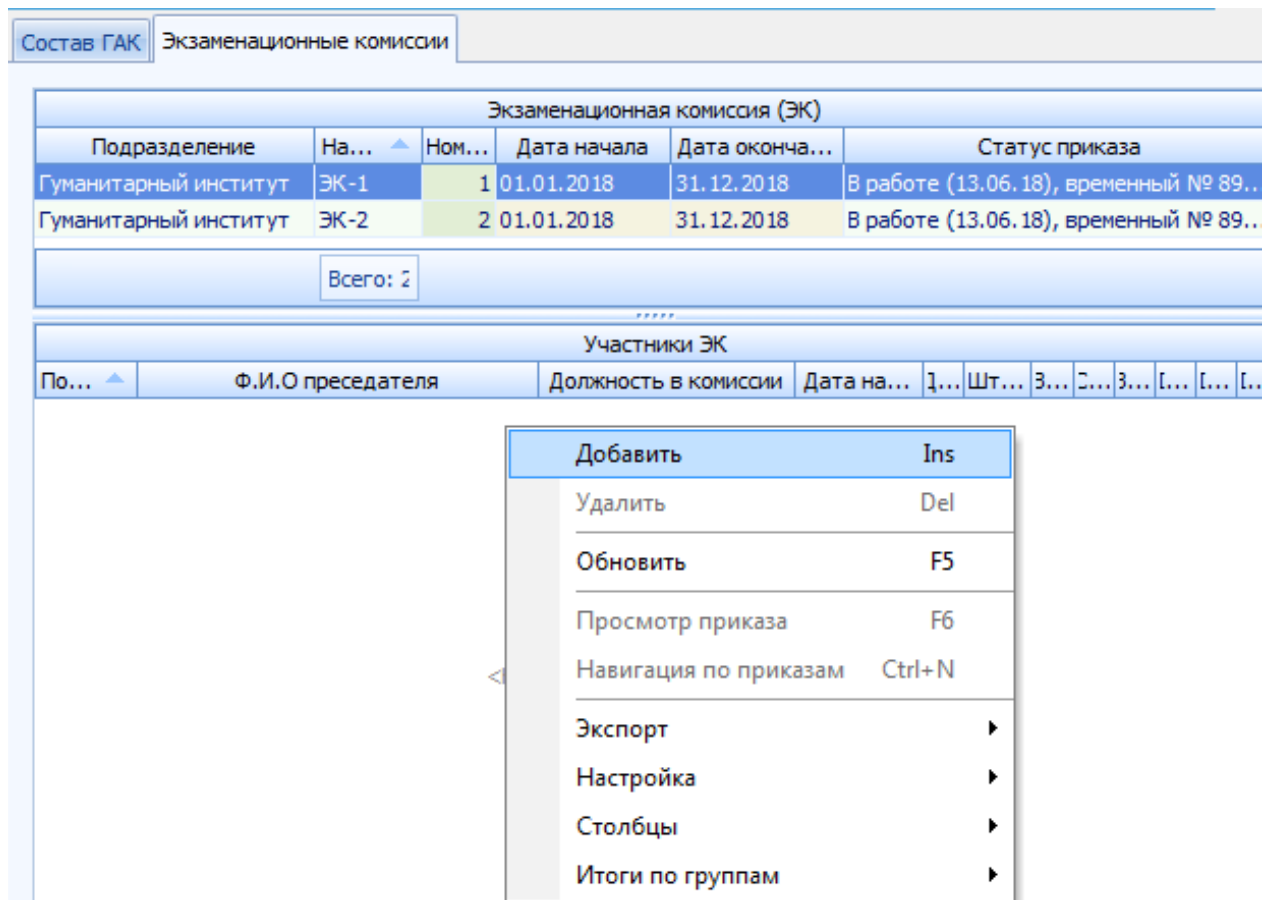 Состав ГАК Экзаменационные комиссии
Экзаменационная комиссия (ЭК)
Подразделение На... Ном... Дата начала Дата оконча... Статус приказа
Гуманитарный институт ЭК-1 1 01.01.2018 31.12.2018 В работе (13.06.18), временный № 89...
Гуманитарный институт ЭК-2 2 01.01.2018 31.12.2018 В работе (13.06.18), временный № 89...
Всего: 2
Участники ЭК
По... Ф.И.О преседателя Должность в комиссии Дата на... Шт...
Добавить Ins
Удалить Del
Обновить F5
Просмотр приказа F6
Навигация по приказам Ctrl+N
Экспорт
Настройка
Столбцы
Итоги по группам